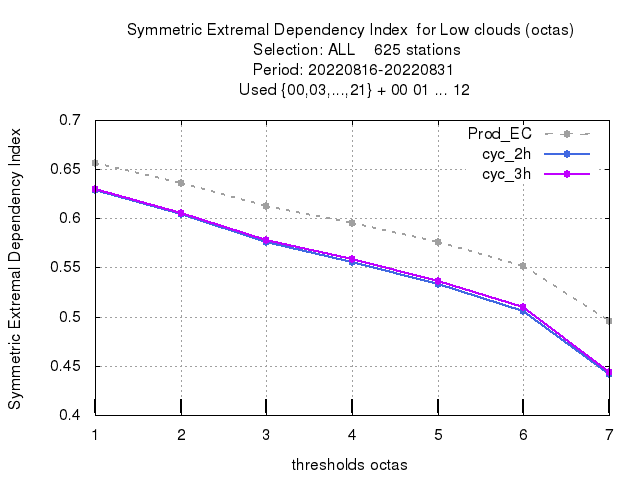 Symmetric Extremal Dependency Index  for Low clouds (octas)
Selection: ALL    625 stations
Period: 20220816-20220831
Used {00,03,...,21} + 00 01 ... 12
Symmetric Extremal Dependency Index
0.7
0.65
0.6
0.55
0.5
0.45
0.4
Prod_EC
cyc_2h
cyc_3h
1 2 3 4 5 6 7
thresholds octas